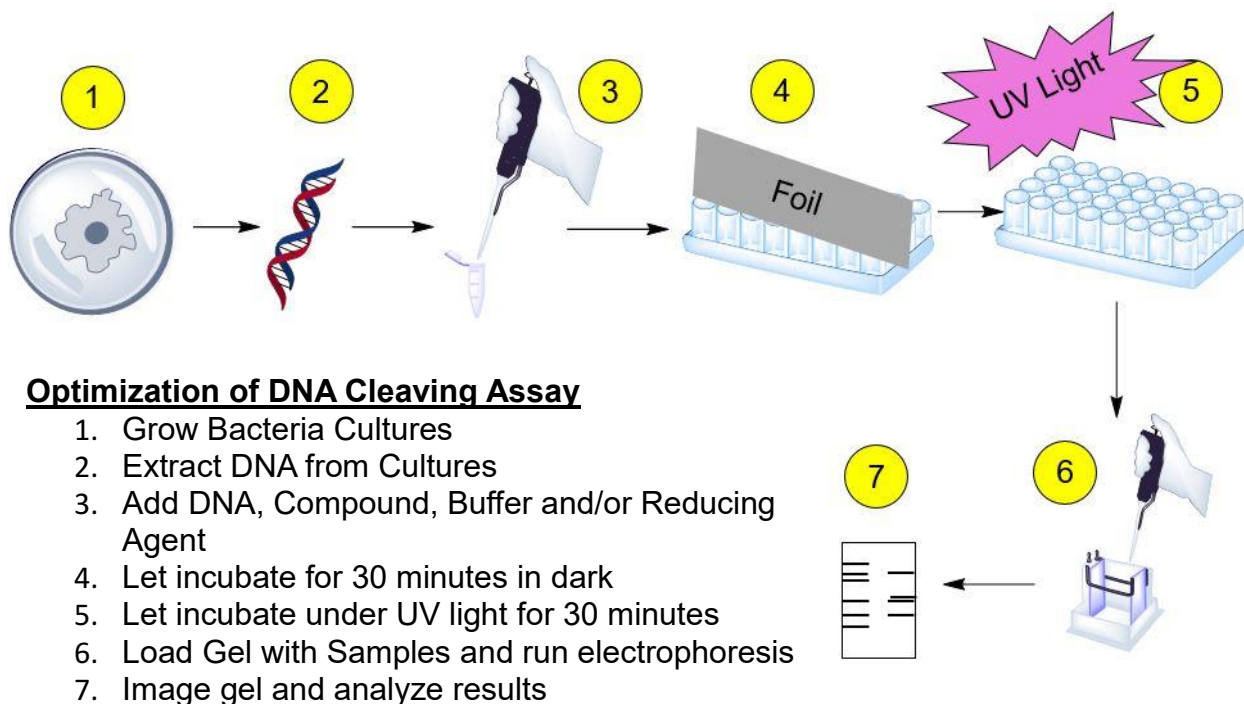 1
2
3
4
UV Light
5
Foil
Optimization of DNA Cleaving Assay
1. Grow Bacteria Cultures
2. Extract DNA from Cultures
3. Add DNA, Compound, Buffer and/or Reducing
Agent
4. Let incubate for 30 minutes in dark
5. Let incubate under UV light for 30 minutes
6. Load Gel with Samples and run electrophoresis
7. Image gel and analyze results
7
6